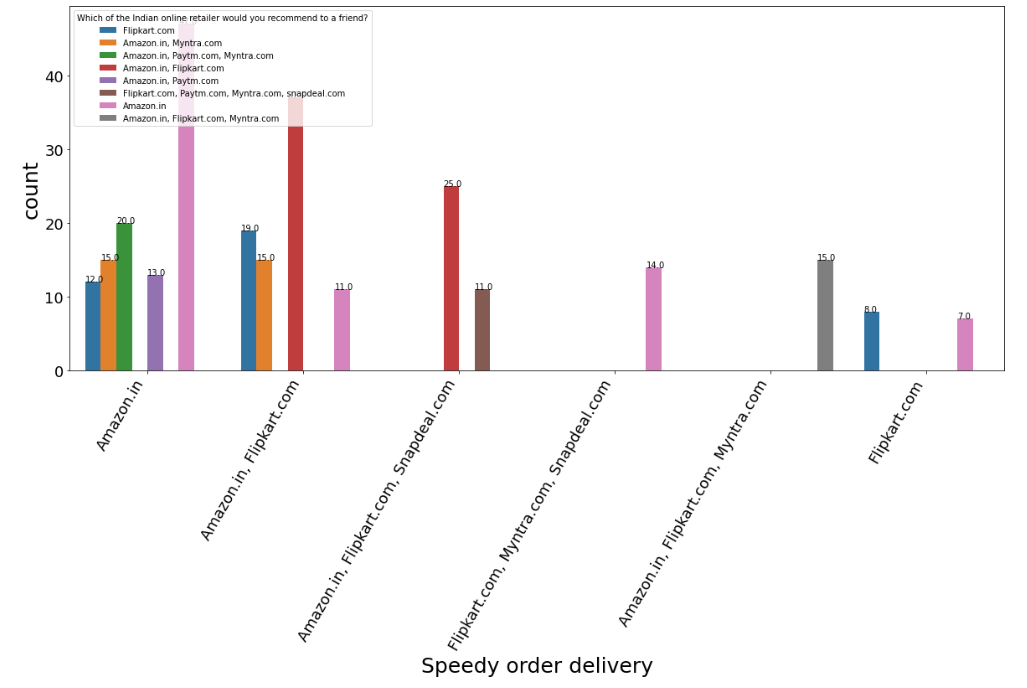 Which of the Indian online retailer would you recommend to a friend?
Flipkart.com
Amazon.in, Myntra.com
Amazon.in, Paytm.com, Myntra.com
Amazon.in, Flipkart.com
Amazon.in, Paytm.com
Flipkart.com, Paytm.com, Myntra.com, snapdeal.com
Amazon.in
Amazon.in, Flipkart.com, Myntra.com
count
40
30
20
10
0
12.0
15.0
20.0
13.0
19.0
15.0
11.0
25.0
11.0
14.0
15.0
8.0
7.0
Amazon.in
Amazon.in, Flipkart.com
Amazon.in, Flipkart.com, Snapdeal.com
Flipkart.com, Myntra.com, Snapdeal.com
Amazon.in, Flipkart.com, Myntra.com
Flipkart.com
Speedy order delivery